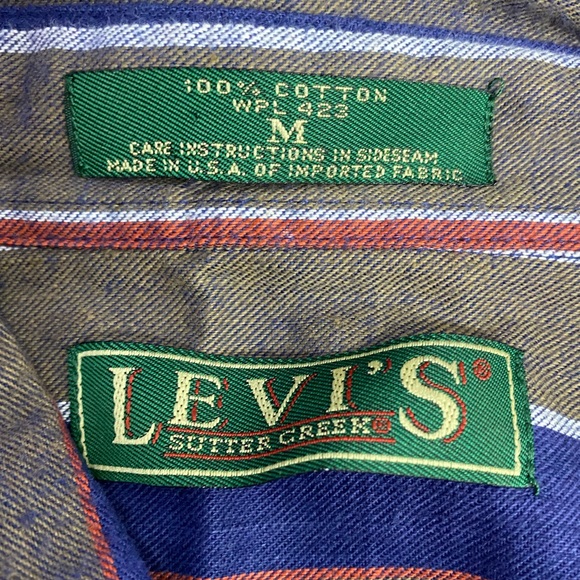 100% COTTON
WPL 423
M
CARE INSTRUCTIONS IN SIDESEAM
MADE IN U.S.A. OF IMPORTED FABRIC
LEVI'S®
SUTTER CREEK®